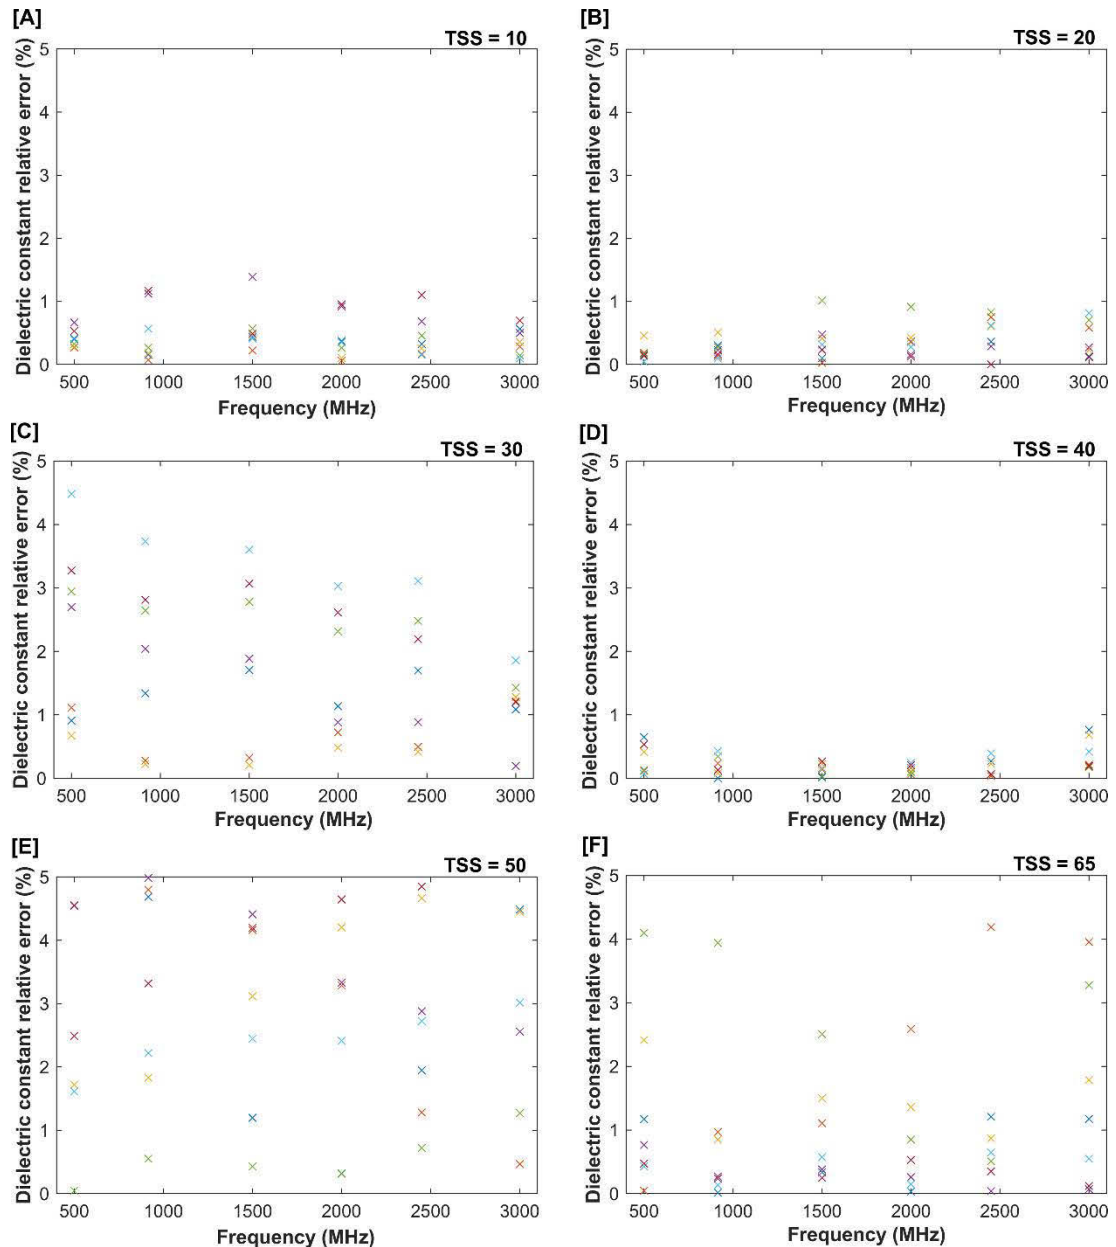 [A]
TSS = 10
Dielectric constant relative error (%)
5
4
3
2
1
0
500 1000 1500 2000 2500 3000
Frequency (MHz)
[B]
TSS = 20
Dielectric constant relative error (%)
5
4
3
2
1
0
500 1000 1500 2000 2500 3000
Frequency (MHz)
[C]
TSS = 30
Dielectric constant relative error (%)
5
4
3
2
1
0
500 1000 1500 2000 2500 3000
Frequency (MHz)
[D]
TSS = 40
Dielectric constant relative error (%)
5
4
3
2
1
0
500 1000 1500 2000 2500 3000
Frequency (MHz)
[E]
TSS = 50
Dielectric constant relative error (%)
5
4
3
2
1
0
500 1000 1500 2000 2500 3000
Frequency (MHz)
[F]
TSS = 65
Dielectric constant relative error (%)
5
4
3
2
1
0
500 1000 1500 2000 2500 3000
Frequency (MHz)